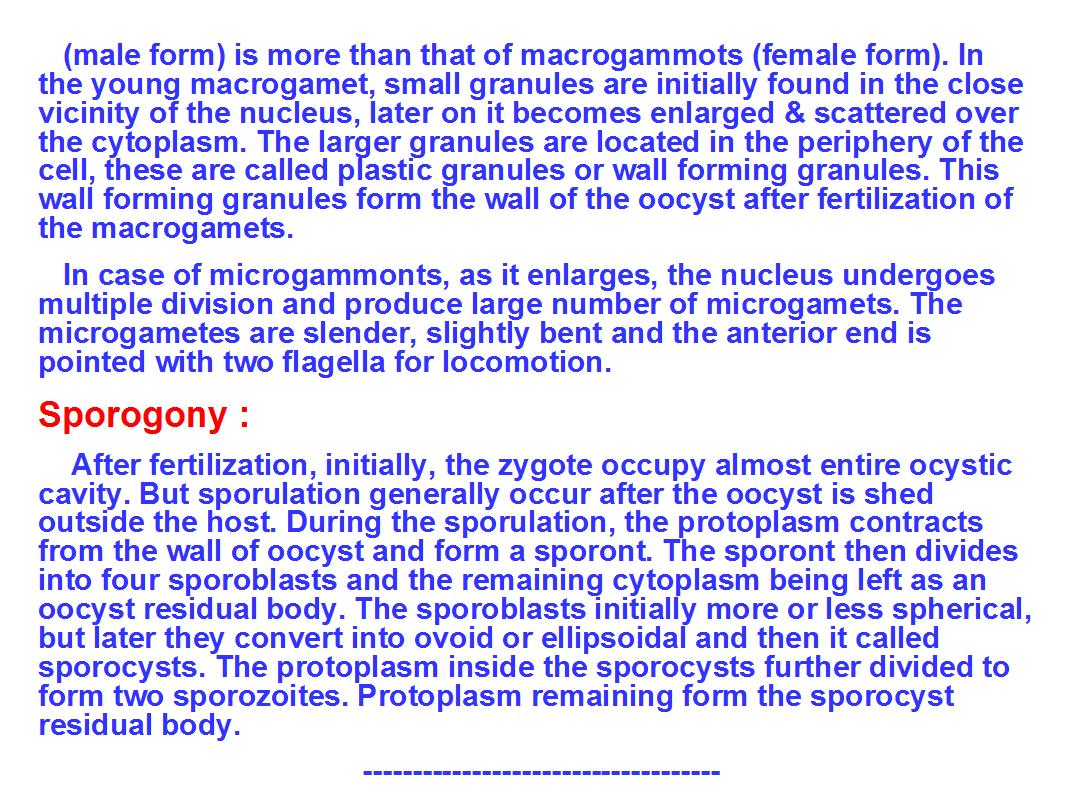 (male form) is more than that of macrogammots (female form). In
the young macrogamet, small granules are initially found in the close
vicinity of the nucleus, later on it becomes enlarged & scattered over
the cytoplasm. The larger granules are located in the periphery of the
cell, these are called plastic granules or wall forming granules. This
wall forming granules form the wall of the oocyst after fertilization of
the macrogamets.
In case of microgammonts, as it enlarges, the nucleus undergoes
multiple division and produce large number of microgamets. The
microgametes are slender, slightly bent and the anterior end is
pointed with two flagella for locomotion.
Sporogony :
After fertilization, initially, the zygote occupy almost entire ocystic
cavity. But sporulation generally occur after the oocyst is shed
outside the host. During the sporulation, the protoplasm contracts
from the wall of oocyst and form a sporont. The sporont then divides
into four sporoblasts and the remaining cytoplasm being left as an
oocyst residual body. The sporoblasts initially more or less spherical,
but later they convert into ovoid or ellipsoidal and then it called
sporocysts. The protoplasm inside the sporocysts further divided to
form two sporozoites. Protoplasm remaining form the sporocyst
residual body.
------------------------------------